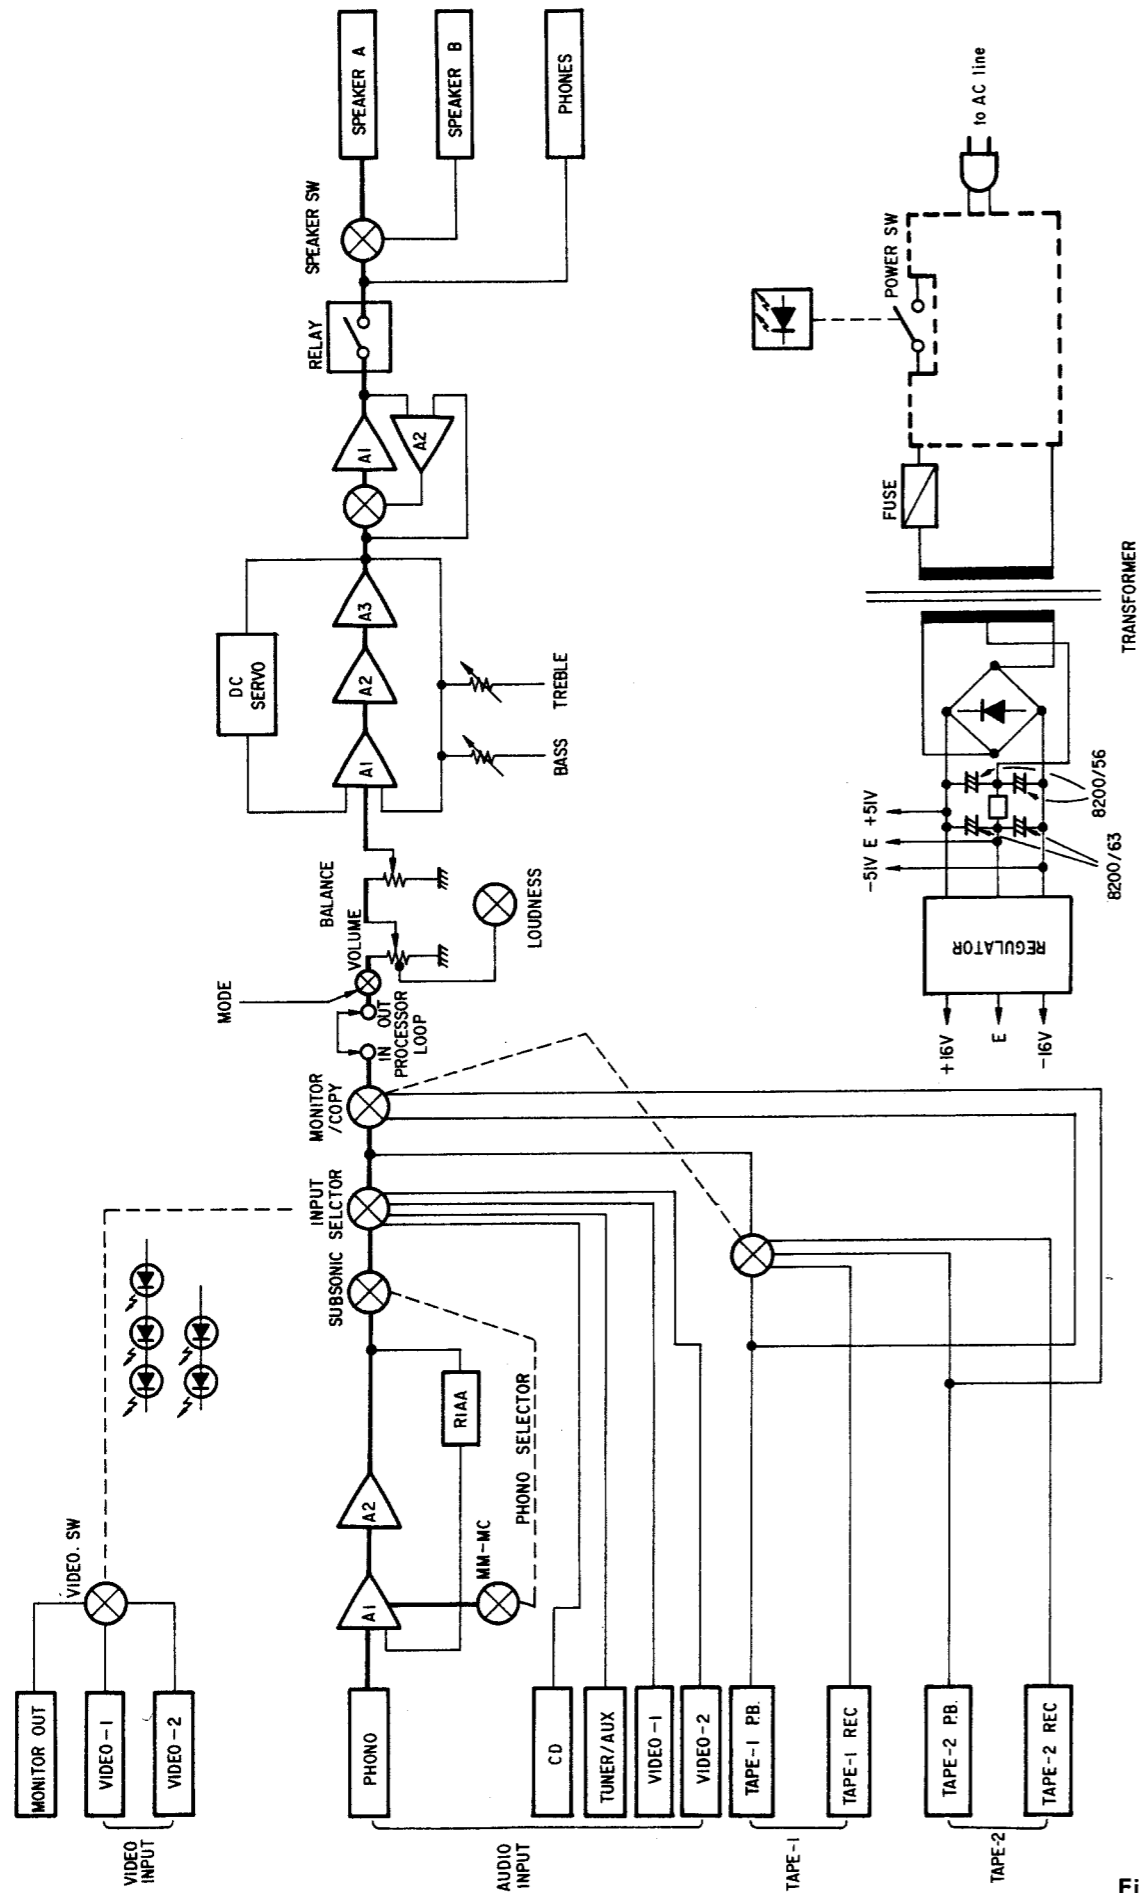 MONITOR OUT
VIDEO-1
VIDEO-2
VIDEO
INPUT
VIDEO. SW
PHONO
A1
A2
RIAA
MM-MC
PHONO SELECTOR
SUBSONIC
INPUT
SELCTOR
MONITOR
/COPY
IN
OUT
PROCESSOR
LOOP
MODE
VOLUME
BALANCE
LOUDNESS
DC
SERVO
A1
A2
A3
BASS
TREBLE
A1
A2
RELAY
SPEAKER SW
SPEAKER A
SPEAKER B
PHONES
CD
TUNER/AUX
VIDEO-1
VIDEO-2
AUDIO
INPUT
TAPE-1 P.B.
TAPE-1 REC
TAPE-1
TAPE-2 P.B.
TAPE-2 REC
TAPE-2
+16V
E
-16V
REGULATOR
-51V
E
+51V
8200/63
8200/56
TRANSFORMER
FUSE
POWER SW
to AC line
Fi